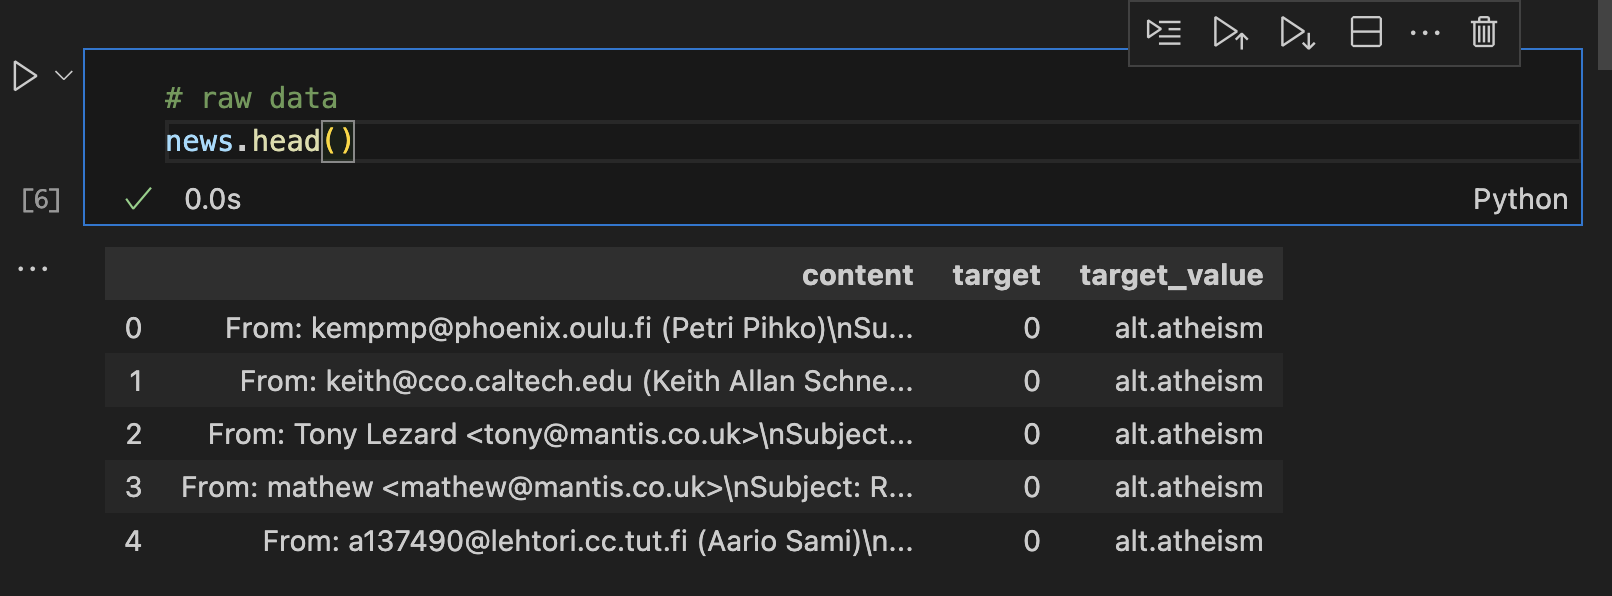 # raw data
news.head()
[6]
0.0s
Python
content target target_value
0 From: kempmp@phoenix.oulu.fi (Petri Pihko)\nSu... 0 alt.atheism
1 From: keith@cco.caltech.edu (Keith Allan Schne... 0 alt.atheism
2 From: Tony Lezard <tony@mantis.co.uk>\nSubject... 0 alt.atheism
3 From: mathew <mathew@mantis.co.uk>\nSubject: R... 0 alt.atheism
4 From: a137490@lehtori.cc.tut.fi (Aario Sami)\n... 0 alt.atheism